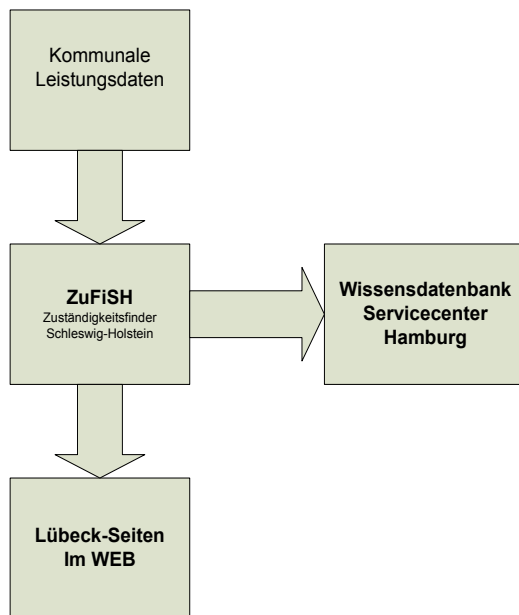 Kommunale
Leistungsdaten
ZuFiSH
Zuständigkeitsfinder
Schleswig-Holstein
Wissensdatenbank
Servicecenter
Hamburg
Lübeck-Seiten
Im WEB